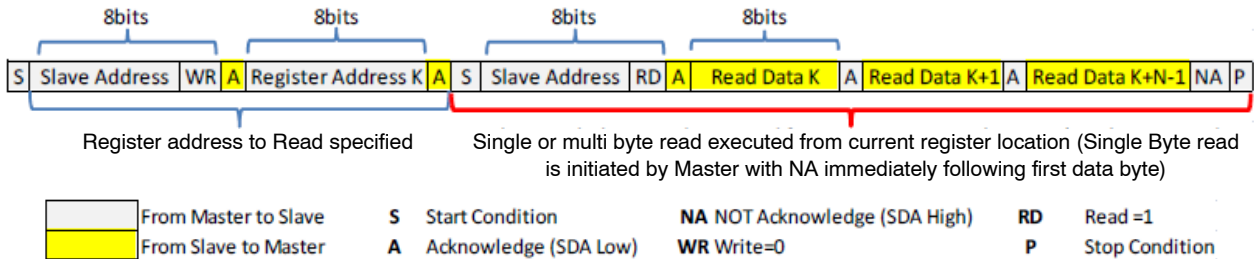 8bits 8bits 8bits 8bits
S Slave Address WR A Register Address K A S Slave Address RD A Read Data K A Read Data K+1 A Read Data K+N-1 NA P
Register address to Read specified
Single or multi byte read executed from current register location (Single Byte read
is initiated by Master with NA immediately following first data byte)
From Master to Slave S Start Condition NA NOT Acknowledge (SDA High) RD Read =1
From Slave to Master A Acknowledge (SDA Low) WR Write=0 P Stop Condition